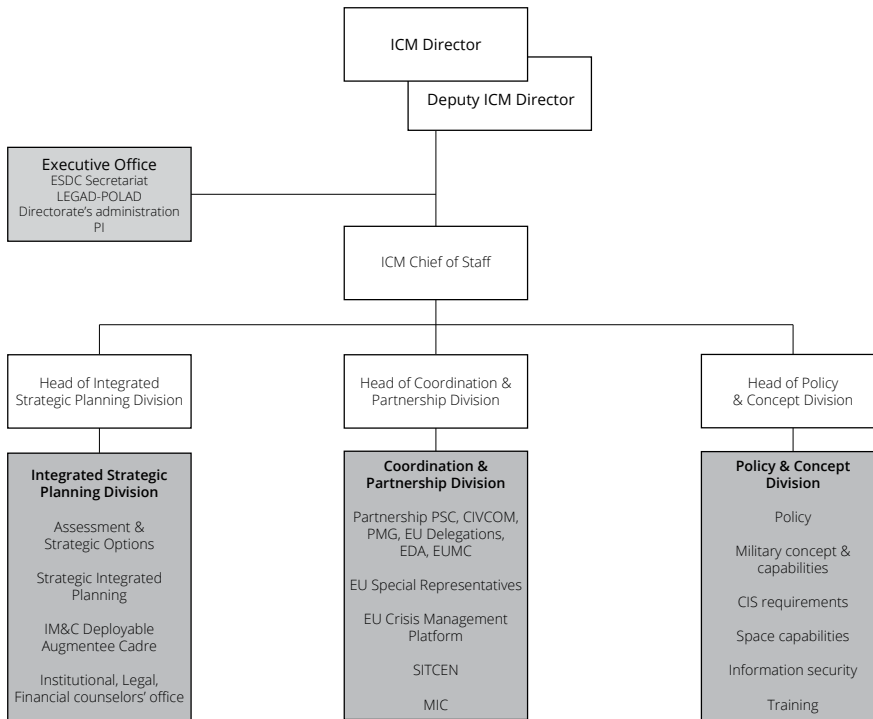 ICM Director
Deputy ICM Director
Executive Office
ESDC Secretariat
LEGAD-POLAD
Directorate’s administration
PI
ICM Chief of Staff
Head of Integrated
Strategic Planning Division
Head of Coordination &
Partnership Division
Head of Policy
& Concept Division
Integrated Strategic
Planning Division
Assessment &
Strategic Options
Strategic Integrated
Planning
IM&C Deployable
Augmentee Cadre
Institutional, Legal,
Financial counselors’ office
Coordination &
Partnership Division
Partnership PSC, CIVCOM,
PMG, EU Delegations,
EDA, EUMC
EU Special Representatives
EU Crisis Management
Platform
SITCEN
MIC
Policy & Concept
Division
Policy
Military concept &
capabilities
CIS requirements
Space capabilities
Information security
Training